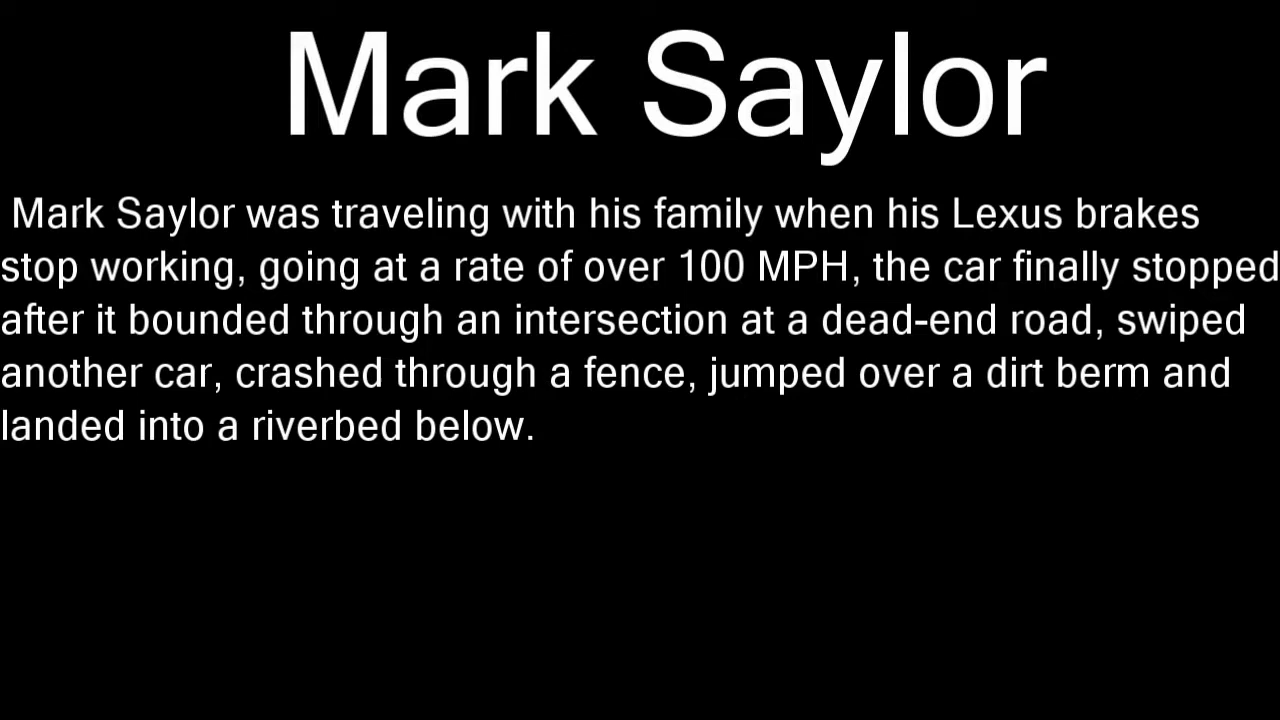 Mark Saylor
Mark Saylor was traveling with his family when his Lexus brakes
stop working, going at a rate of over 100 MPH, the car finally stopped
after it bounded through an intersection at a dead-end road, swiped
another car, crashed through a fence, jumped over a dirt berm and
landed into a riverbed below.